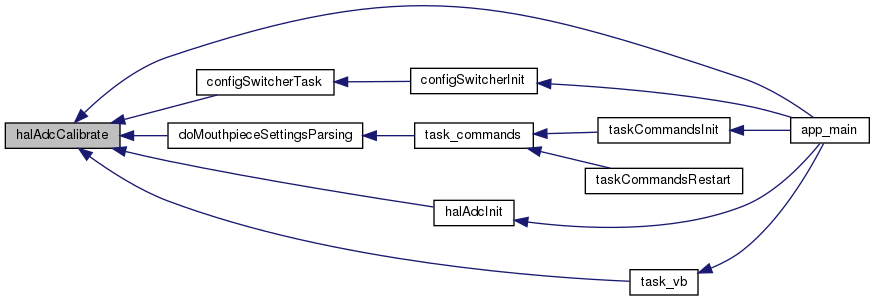 configSwitcherTask
configSwitcherInit
halAdcCalibrate
doMouthpieceSettingsParsing
task_commands
taskCommandsInit
app_main
taskCommandsRestart
halAdcInit
task_vb